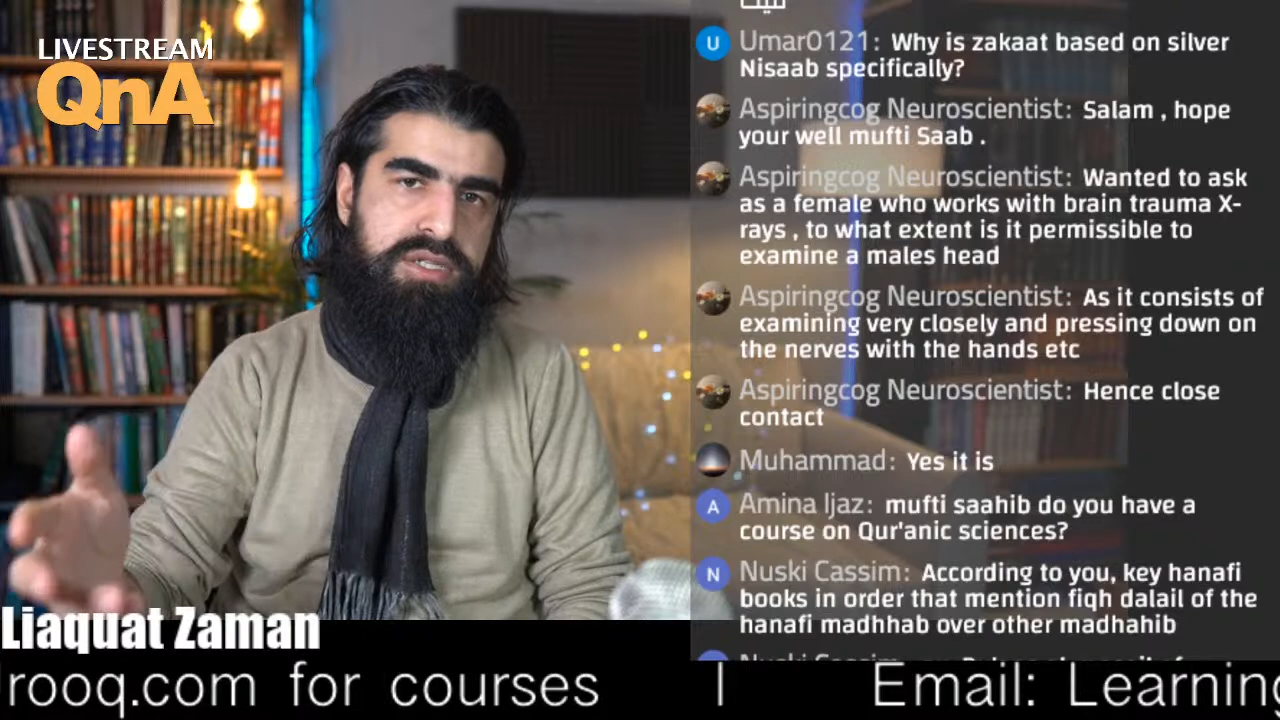 LIVESTREAM
QnA
U
Umar0121: Why is zakaat based on silver
Nisaab specifically?
Aspiringcog Neuroscientist: Salam , hope
your well mufti Saab .
Aspiringcog Neuroscientist: Wanted to ask
as a female who works with brain trauma X-
rays , to what extent is it permissible to
examine a males head
Aspiringcog Neuroscientist: As it consists of
examining very closely and pressing down on
the nerves with the hands etc
Aspiringcog Neuroscientist: Hence close
contact
Muhammad: Yes it is
A
Amina Ijaz: mufti saahib do you have a
course on Qur'anic sciences?
N
Nuski Cassim: According to you, key hanafi
books in order that mention fiqh dalail of the
hanafi madhhab over other madhahib
Nuski Cassim:
Liaquat Zaman
rooq.com for courses | Email: Learning